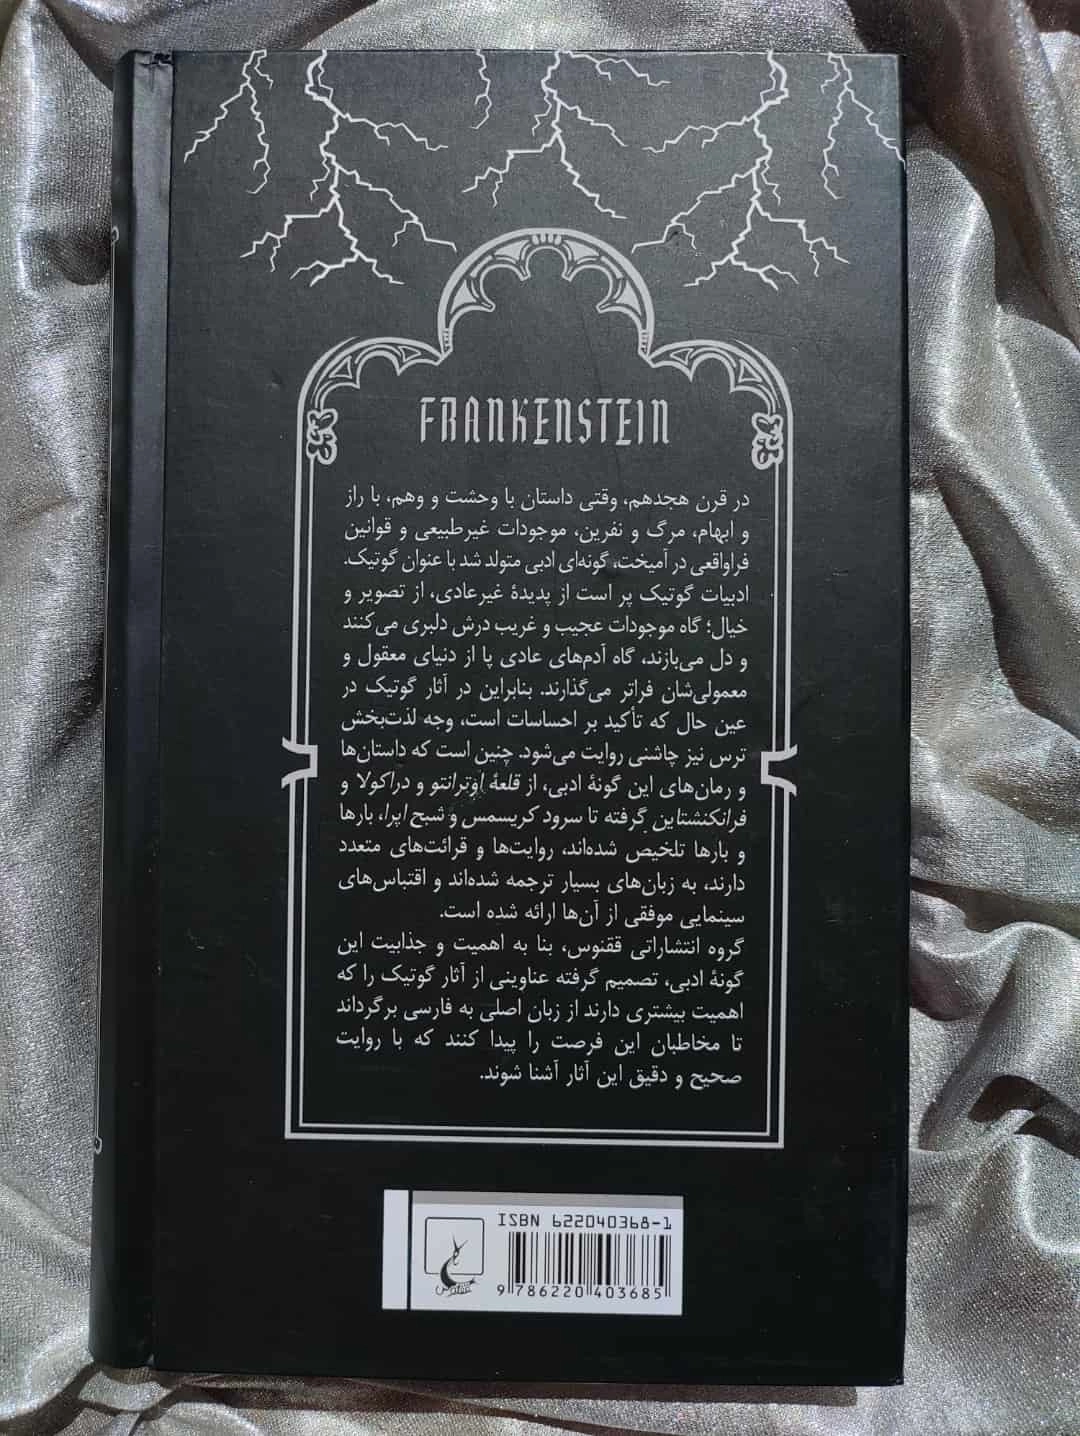 FRANKENSTEIN
در قرن هجدهم، وقتی داستان با وحشت و وهم، با راز
و ابهام، مرگ و نفرین، موجودات غیرطبیعی و قوانین
فراواقعی در آمیخت، گونه‌ای ادبی متولد شد با عنوان گوتیک.
ادبیات گوتیک پر است از پدیدهٔ غیرعادی، از تصویر و
خیال؛ گاه موجودات عجیب و غریب درش دلبری می‌کنند
و دل می‌بازند، گاه آدم‌های عادی پا از دنیای معقول و
معمولی‌شان فراتر می‌گذارند. بنابراین در آثار گوتیک در
عین حال که تأکید بر احساسات است، وجه لذت‌بخش
ترس نیز چاشنی روایت می‌شود. چنین است که داستان‌ها
و رمان‌های این گونهٔ ادبی، از قلعهٔ اوترانتو و دراکولا و
فرانکنشتاین گرفته تا سرود کریسمس و شبح اپرا، بارها
و بارها تلخیص شده‌اند، روایت‌ها و قرائت‌های متعدد
دارند، به زبان‌های بسیار ترجمه شده‌اند و اقتباس‌های
سینمایی موفقی از آن‌ها ارائه شده است.
گروه انتشاراتی ققنوس، بنا به اهمیت و جذابیت این
گونهٔ ادبی، تصمیم گرفته عناوینی از آثار گوتیک را که
اهمیت بیشتری دارند از زبان اصلی به فارسی برگرداند
تا مخاطبان این فرصت را پیدا کنند که با روایت
صحیح و دقیق این آثار آشنا شوند.
ISBN 622040368-1
9 786220 403685
ققنوس